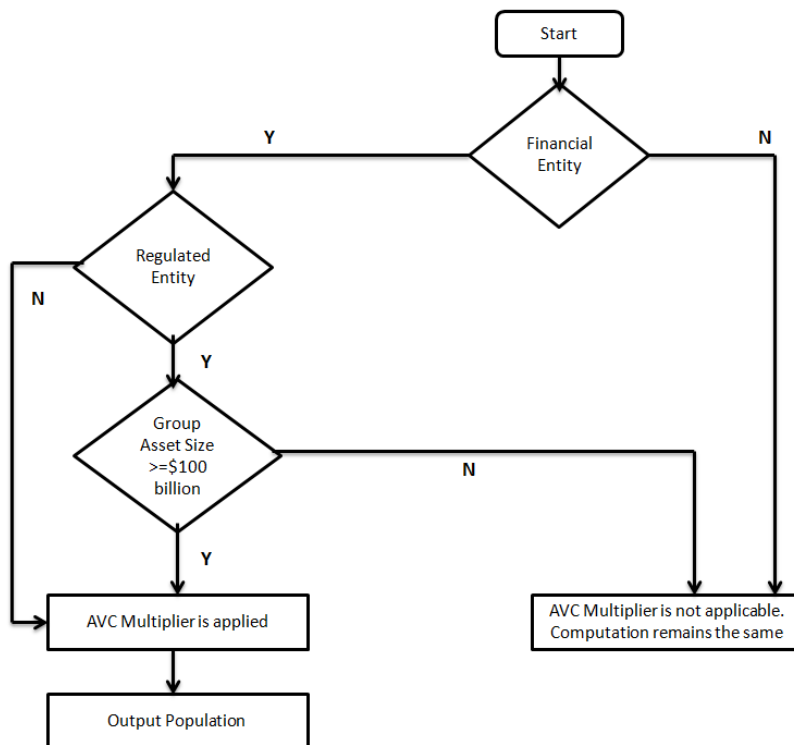 Start
Financial
Entity
Y
N
Regulated
Entity
N
Y
Group
Asset Size
>=$100
billion
N
Y
AVC Multiplier is applied
AVC Multiplier is not applicable.
Computation remains the same
Output Population